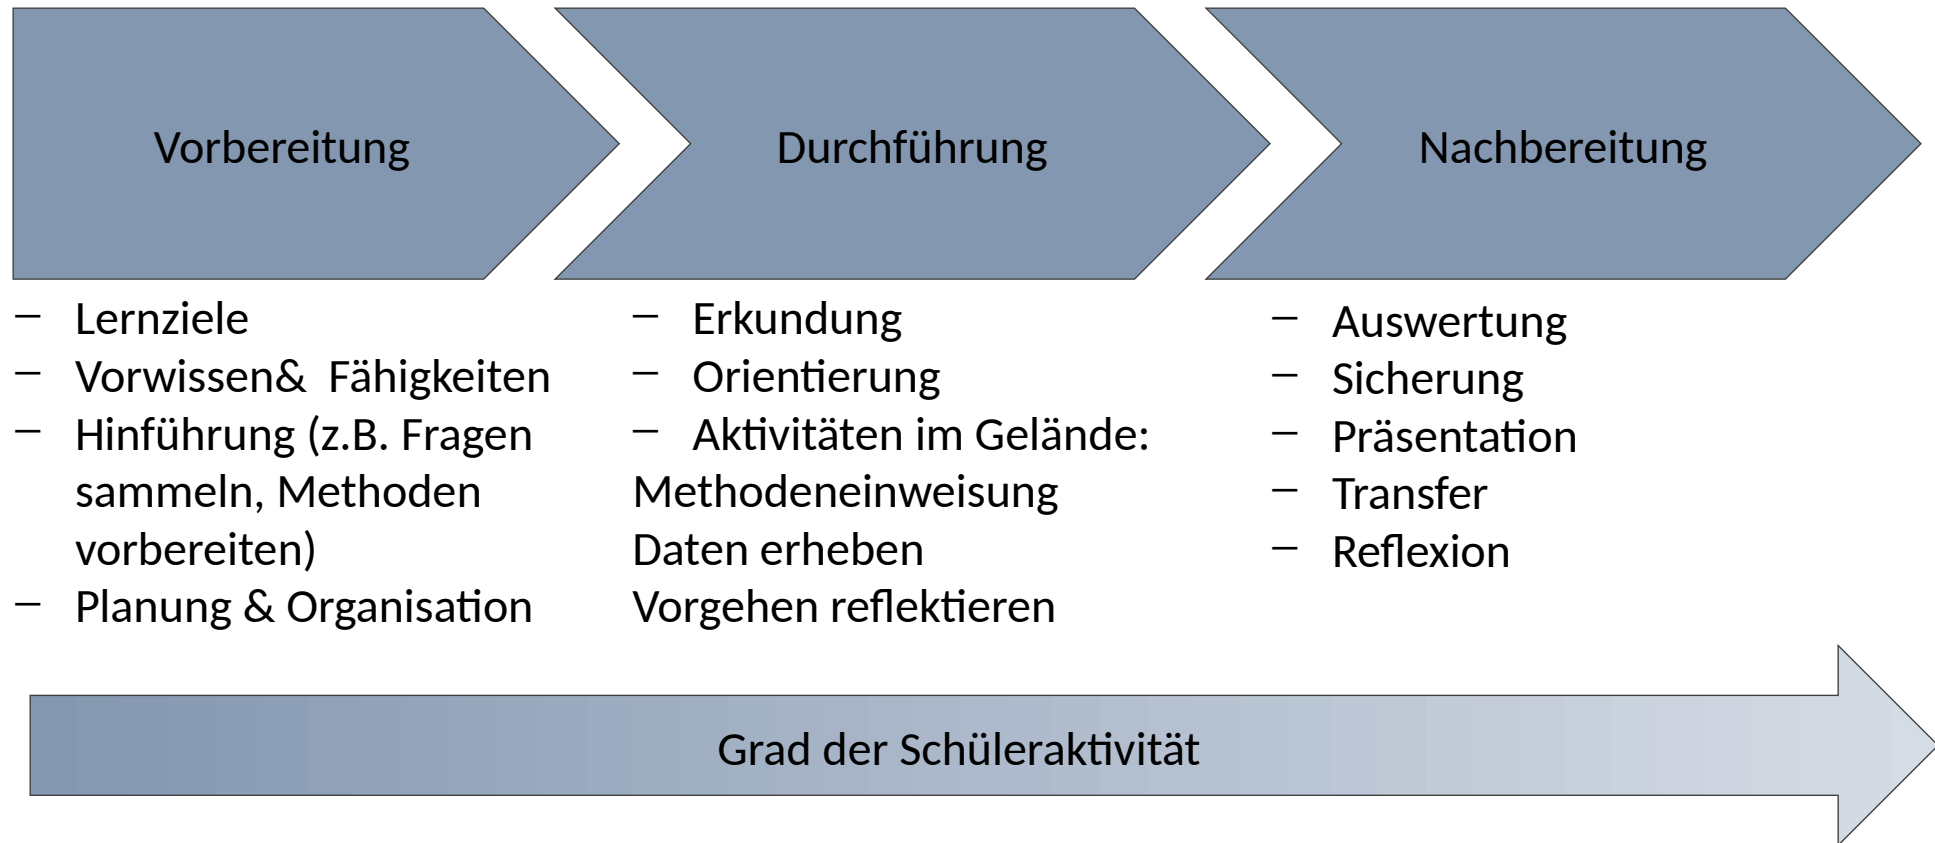 Vorbereitung
Durchführung
Nachbereitung
– Lernziele
– Vorwissen&  Fähigkeiten
– Hinführung (z.B. Fragen
sammeln, Methoden
vorbereiten)
– Planung & Organisation
– Erkundung
– Orientierung
– Aktivitäten im Gelände:
Methodeneinweisung
Daten erheben
Vorgehen reflektieren
– Auswertung
– Sicherung
– Präsentation
– Transfer
– Reflexion
Grad der Schüleraktivität